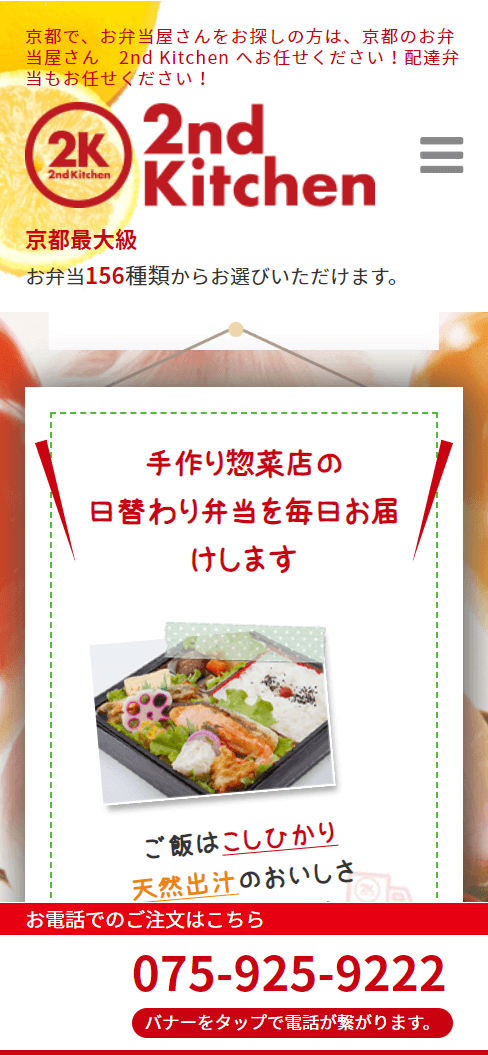 京都で、お弁当屋さんをお探しの方は、京都のお弁
当屋さん　2nd Kitchen へお任せください！配達弁
当もお任せください！
2K
2nd Kitchen
2nd
Kitchen
京都最大級
お弁当156種類からお選びいただけます。
手作り惣菜店の
日替わり弁当を毎日お届
けします
ご飯はこしひかり
天然出汁のおいしさ
2K
お電話でのご注文はこちら
075-925-9222
バナーをタップで電話が繋がります。